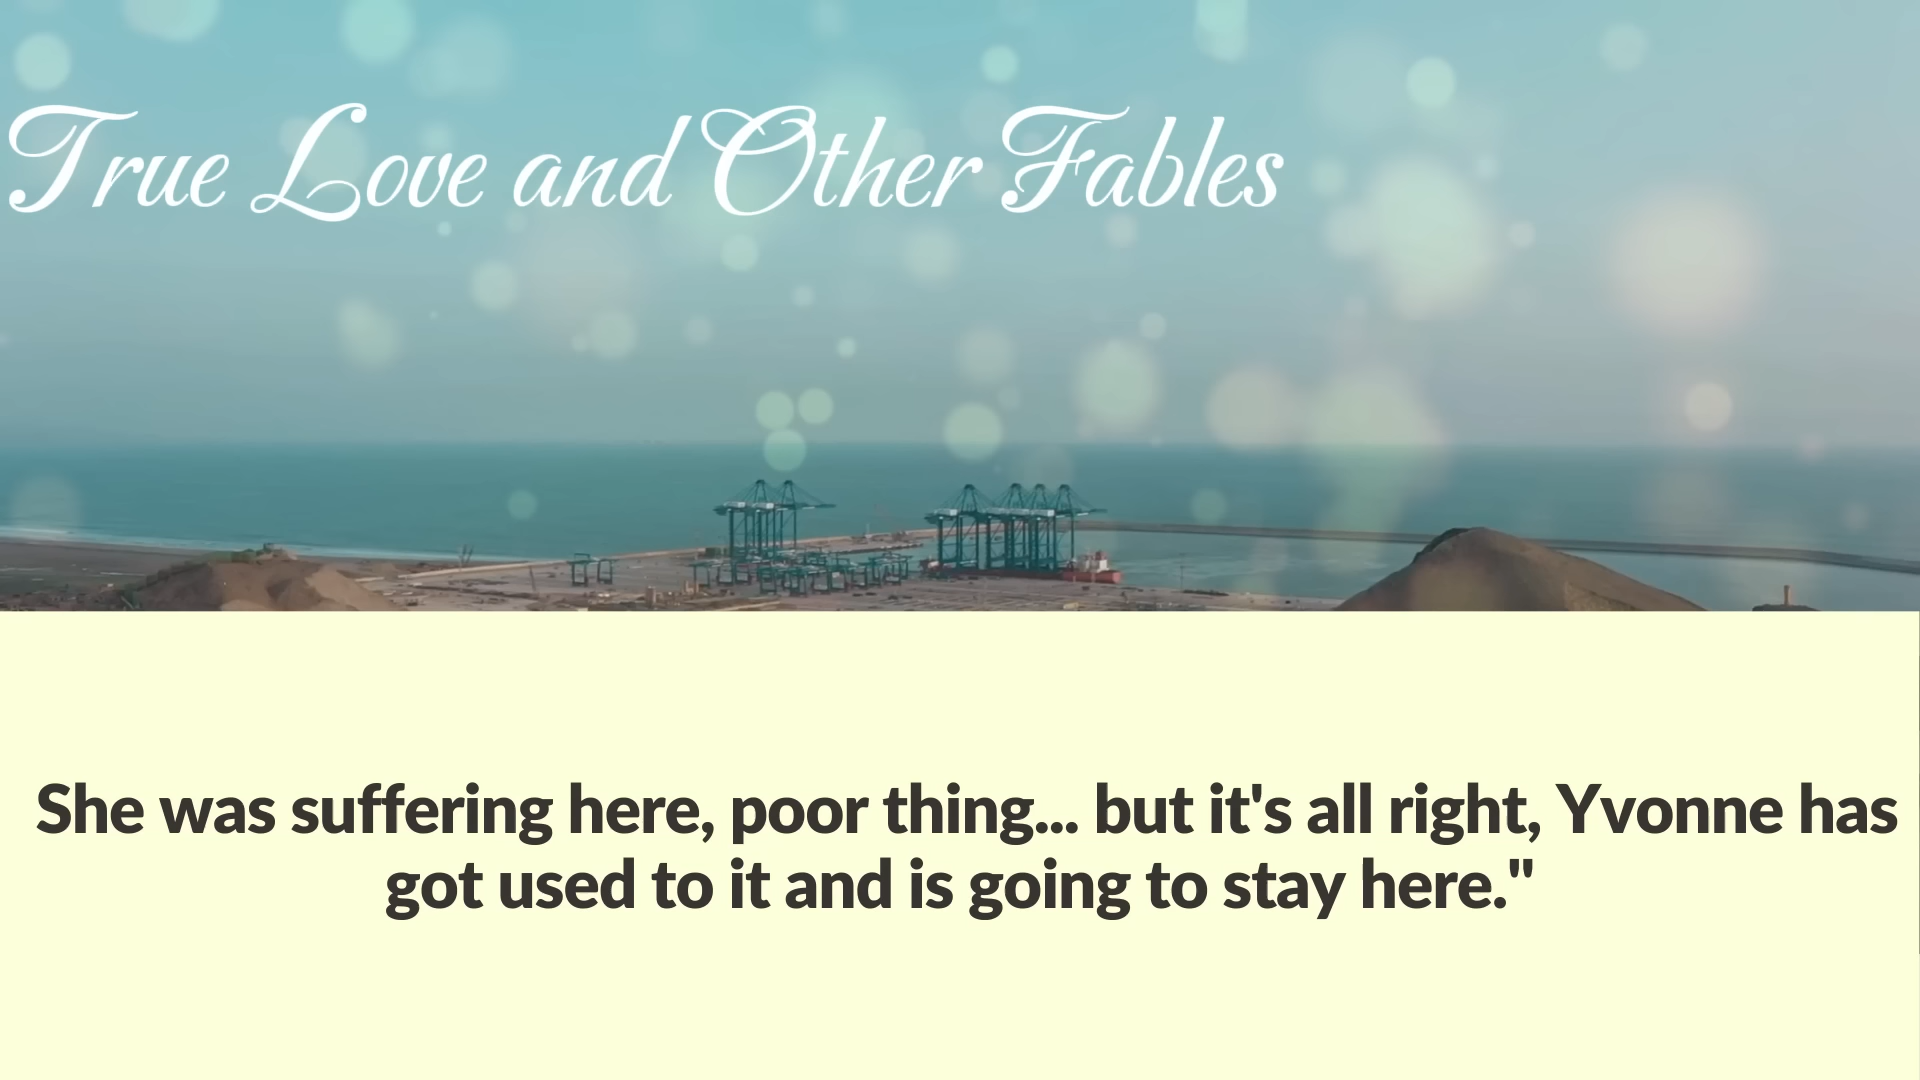 True Love and Other Fables
She was suffering here, poor thing... but it's all right, Yvonne has
got used to it and is going to stay here."